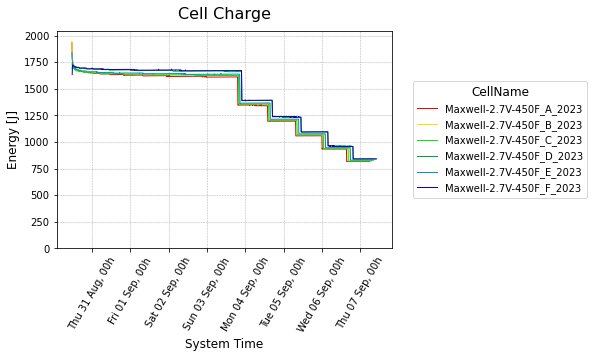 Cell Charge
Energy [J]
2000
1750
1500
1250
1000
750
500
250
0
Thu 31 Aug, 00h
Fri 01 Sep, 00h
Sat 02 Sep, 00h
Sun 03 Sep, 00h
Mon 04 Sep, 00h
Tue 05 Sep, 00h
Wed 06 Sep, 00h
Thu 07 Sep, 00h
System Time
CellName
Maxwell-2.7V-450F_A_2023
Maxwell-2.7V-450F_B_2023
Maxwell-2.7V-450F_C_2023
Maxwell-2.7V-450F_D_2023
Maxwell-2.7V-450F_E_2023
Maxwell-2.7V-450F_F_2023